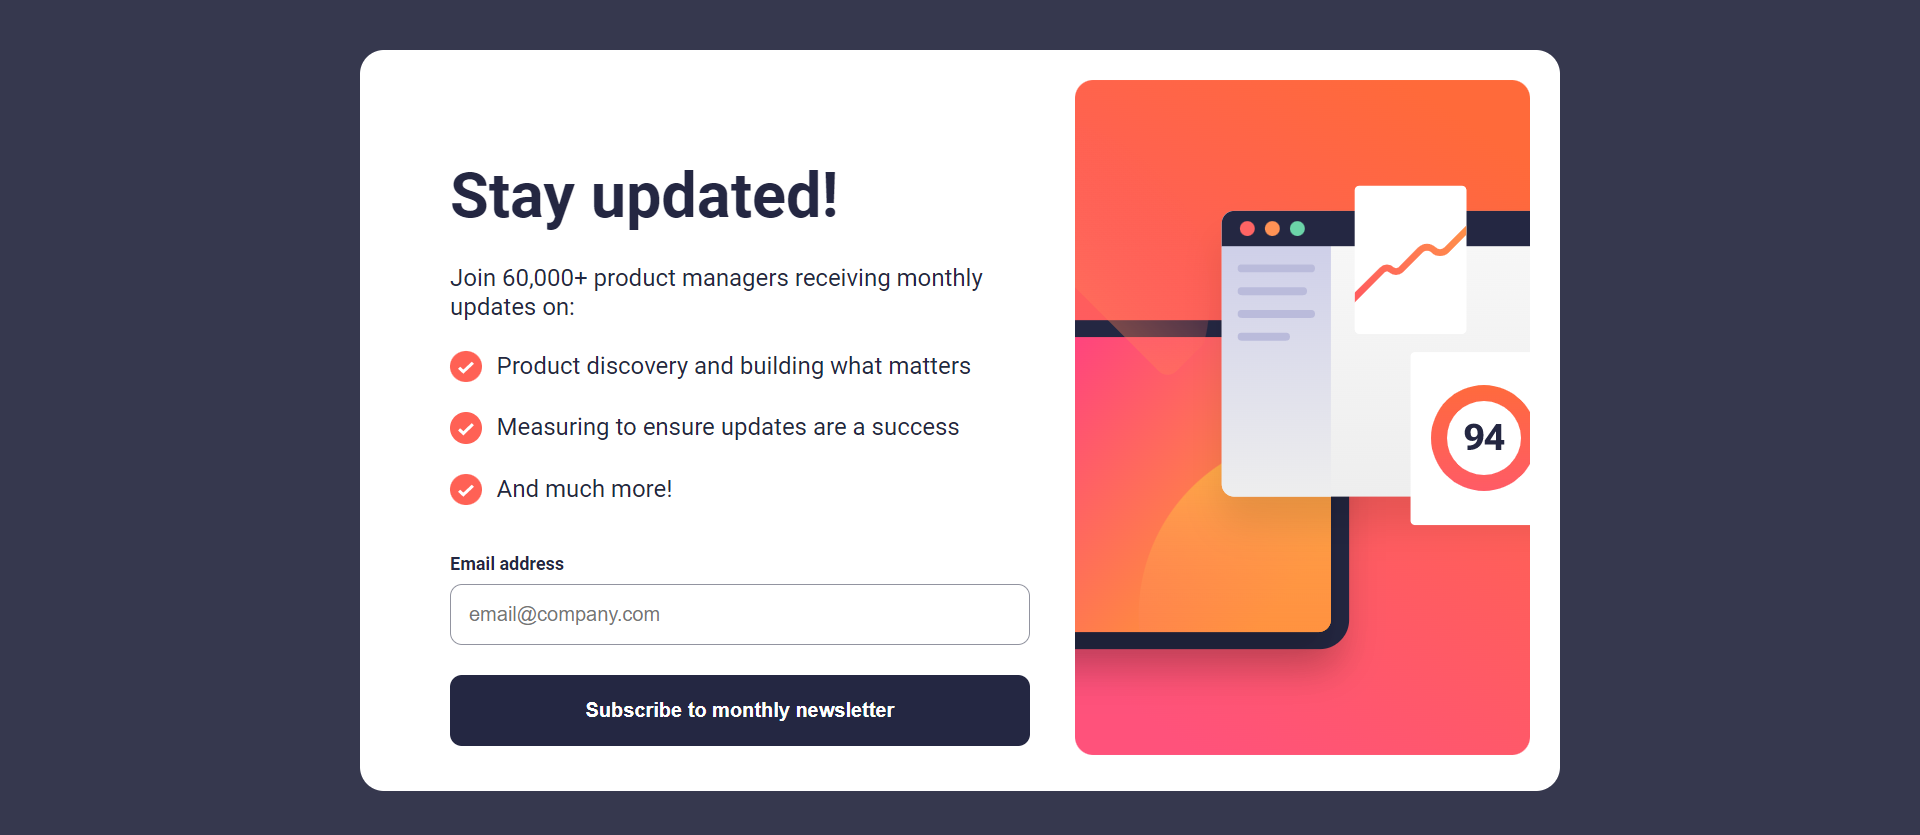 Stay updated!
Join 60,000+ product managers receiving monthly
updates on:
Product discovery and building what matters
Measuring to ensure updates are a success
And much more!
Email address
email@company.com
Subscribe to monthly newsletter
94